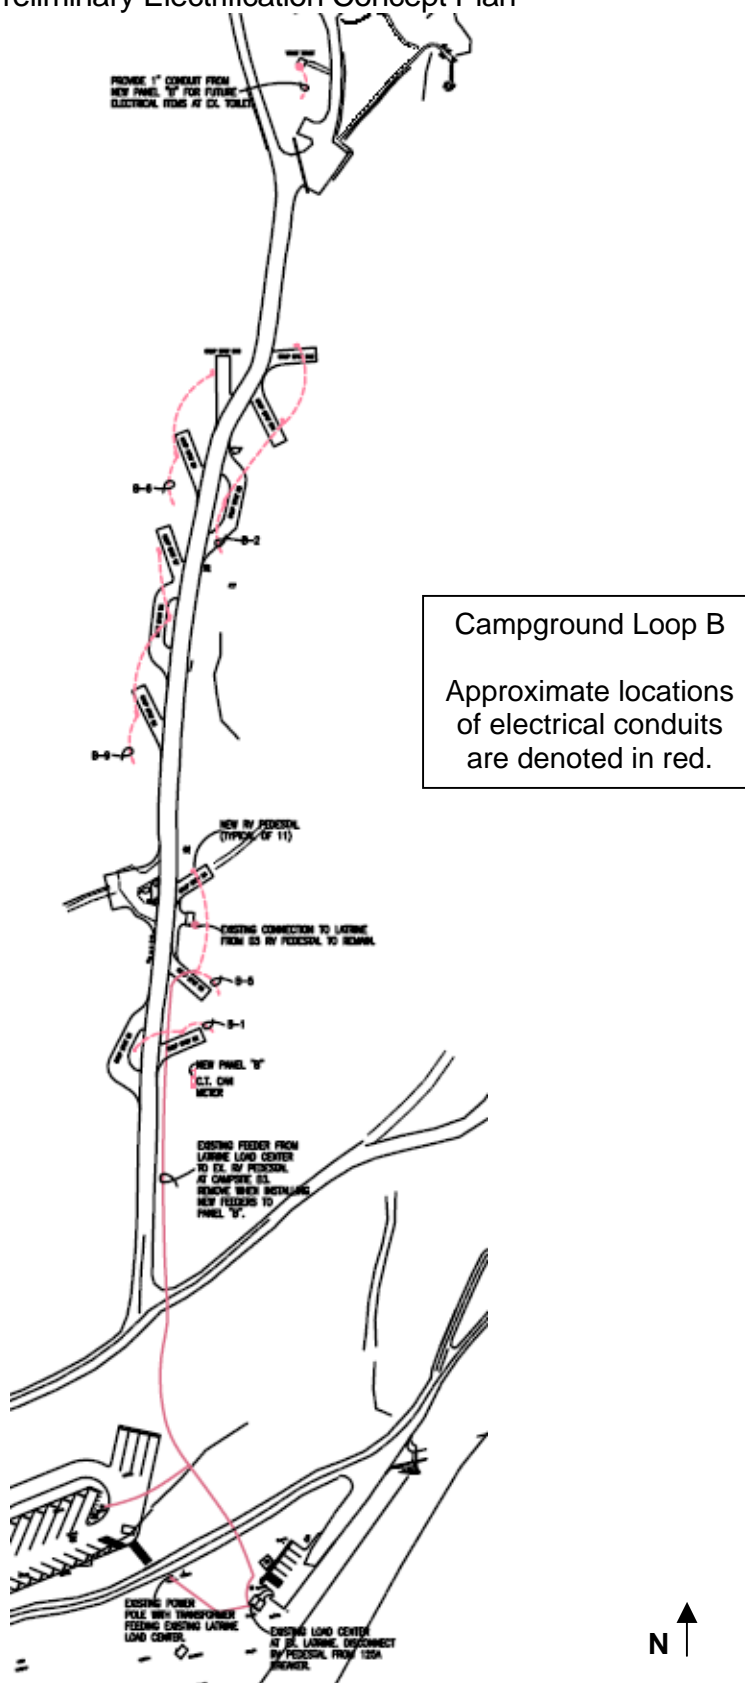 reliminary Electrification Concept Plan
PROVIDE 1" CONDUIT FROM
NEW PANEL "B" FOR FUTURE
ELECTRICAL ITEMS AT EX. TOILET
B-6
B-2
Campground Loop B
Approximate locations
of electrical conduits
are denoted in red.
B-9
NEW RV PEDESTAL
(TYPICAL OF 11)
EXISTING CONNECTION TO LATRINE
FROM B3 RV PEDESTAL TO REMAIN.
B-5
B-1
NEW PANEL "B"
C.T. CAN
METER
EXISTING FEEDER FROM
LATRINE LOAD CENTER
TO EX. RV PEDESTAL
AT CAMPSITE B3.
REMOVE WHEN INSTALLING
NEW FEEDERS TO
PANEL "B".
EXISTING POWER
POLE WITH TRANSFORMER
FEEDING EXISTING LATRINE
LOAD CENTER.
EXISTING LOAD CENTER
AT EX. LATRINE. DISCONNECT
RV PEDESTAL FROM 125A
BREAKER.
N